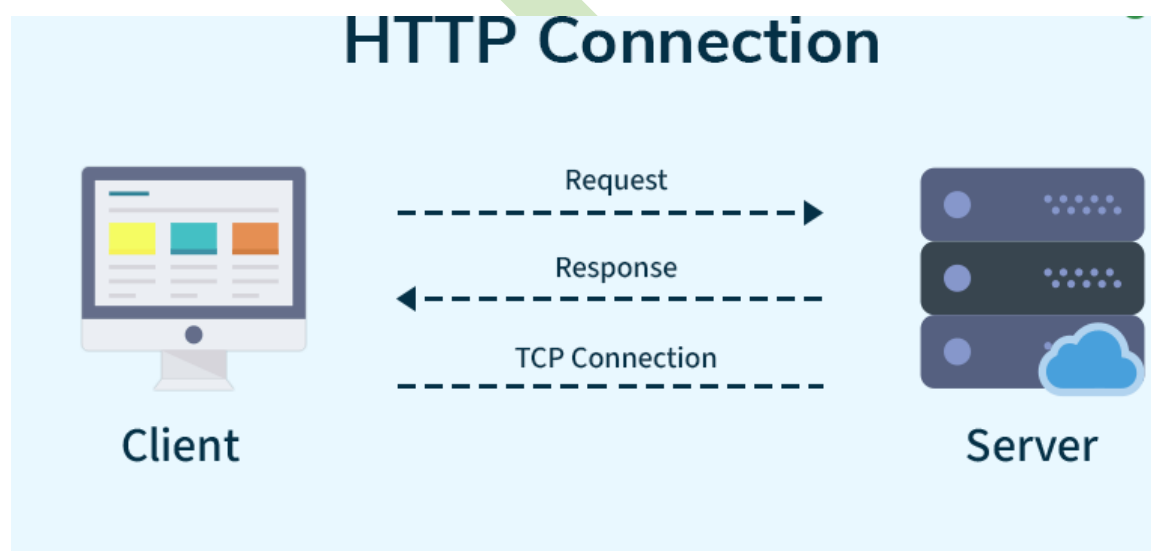 HTTP Connection
Request
Response
TCP Connection
Client
Server